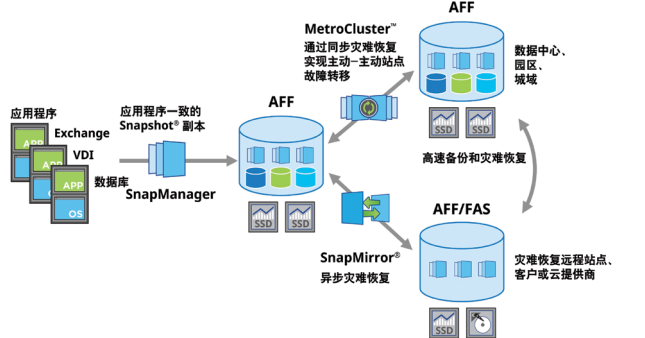 应用程序
APP
Exchange
APP
VDI
APP
OS
数据库
应用程序一致的
Snapshot® 副本
SnapManager
AFF
SSD
SSD
MetroCluster™
通过同步灾难恢复
实现主动–主动站点
故障转移
AFF
数据中心、
园区、
城域
SSD
SSD
高速备份和灾难恢复
SnapMirror®
异步灾难恢复
AFF/FAS
灾难恢复远程站点、
客户或云提供商
SSD